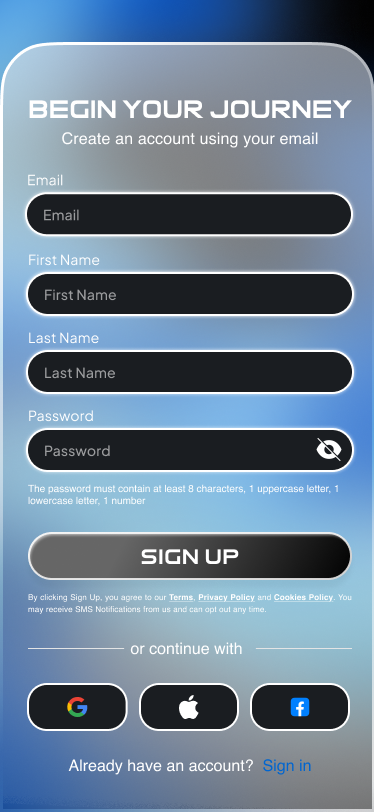 BEGIN YOUR JOURNEY
Create an account using your email
Email
Email
First Name
First Name
Last Name
Last Name
Password
Password
The password must contain at least 8 characters, 1 uppercase letter, 1
lowercase letter, 1 number
SIGN UP
By clicking Sign Up, you agree to our Terms, Privacy Policy and Cookies Policy. You
may receive SMS Notifications from us and can opt out any time.
or continue with
Already have an account? Sign in